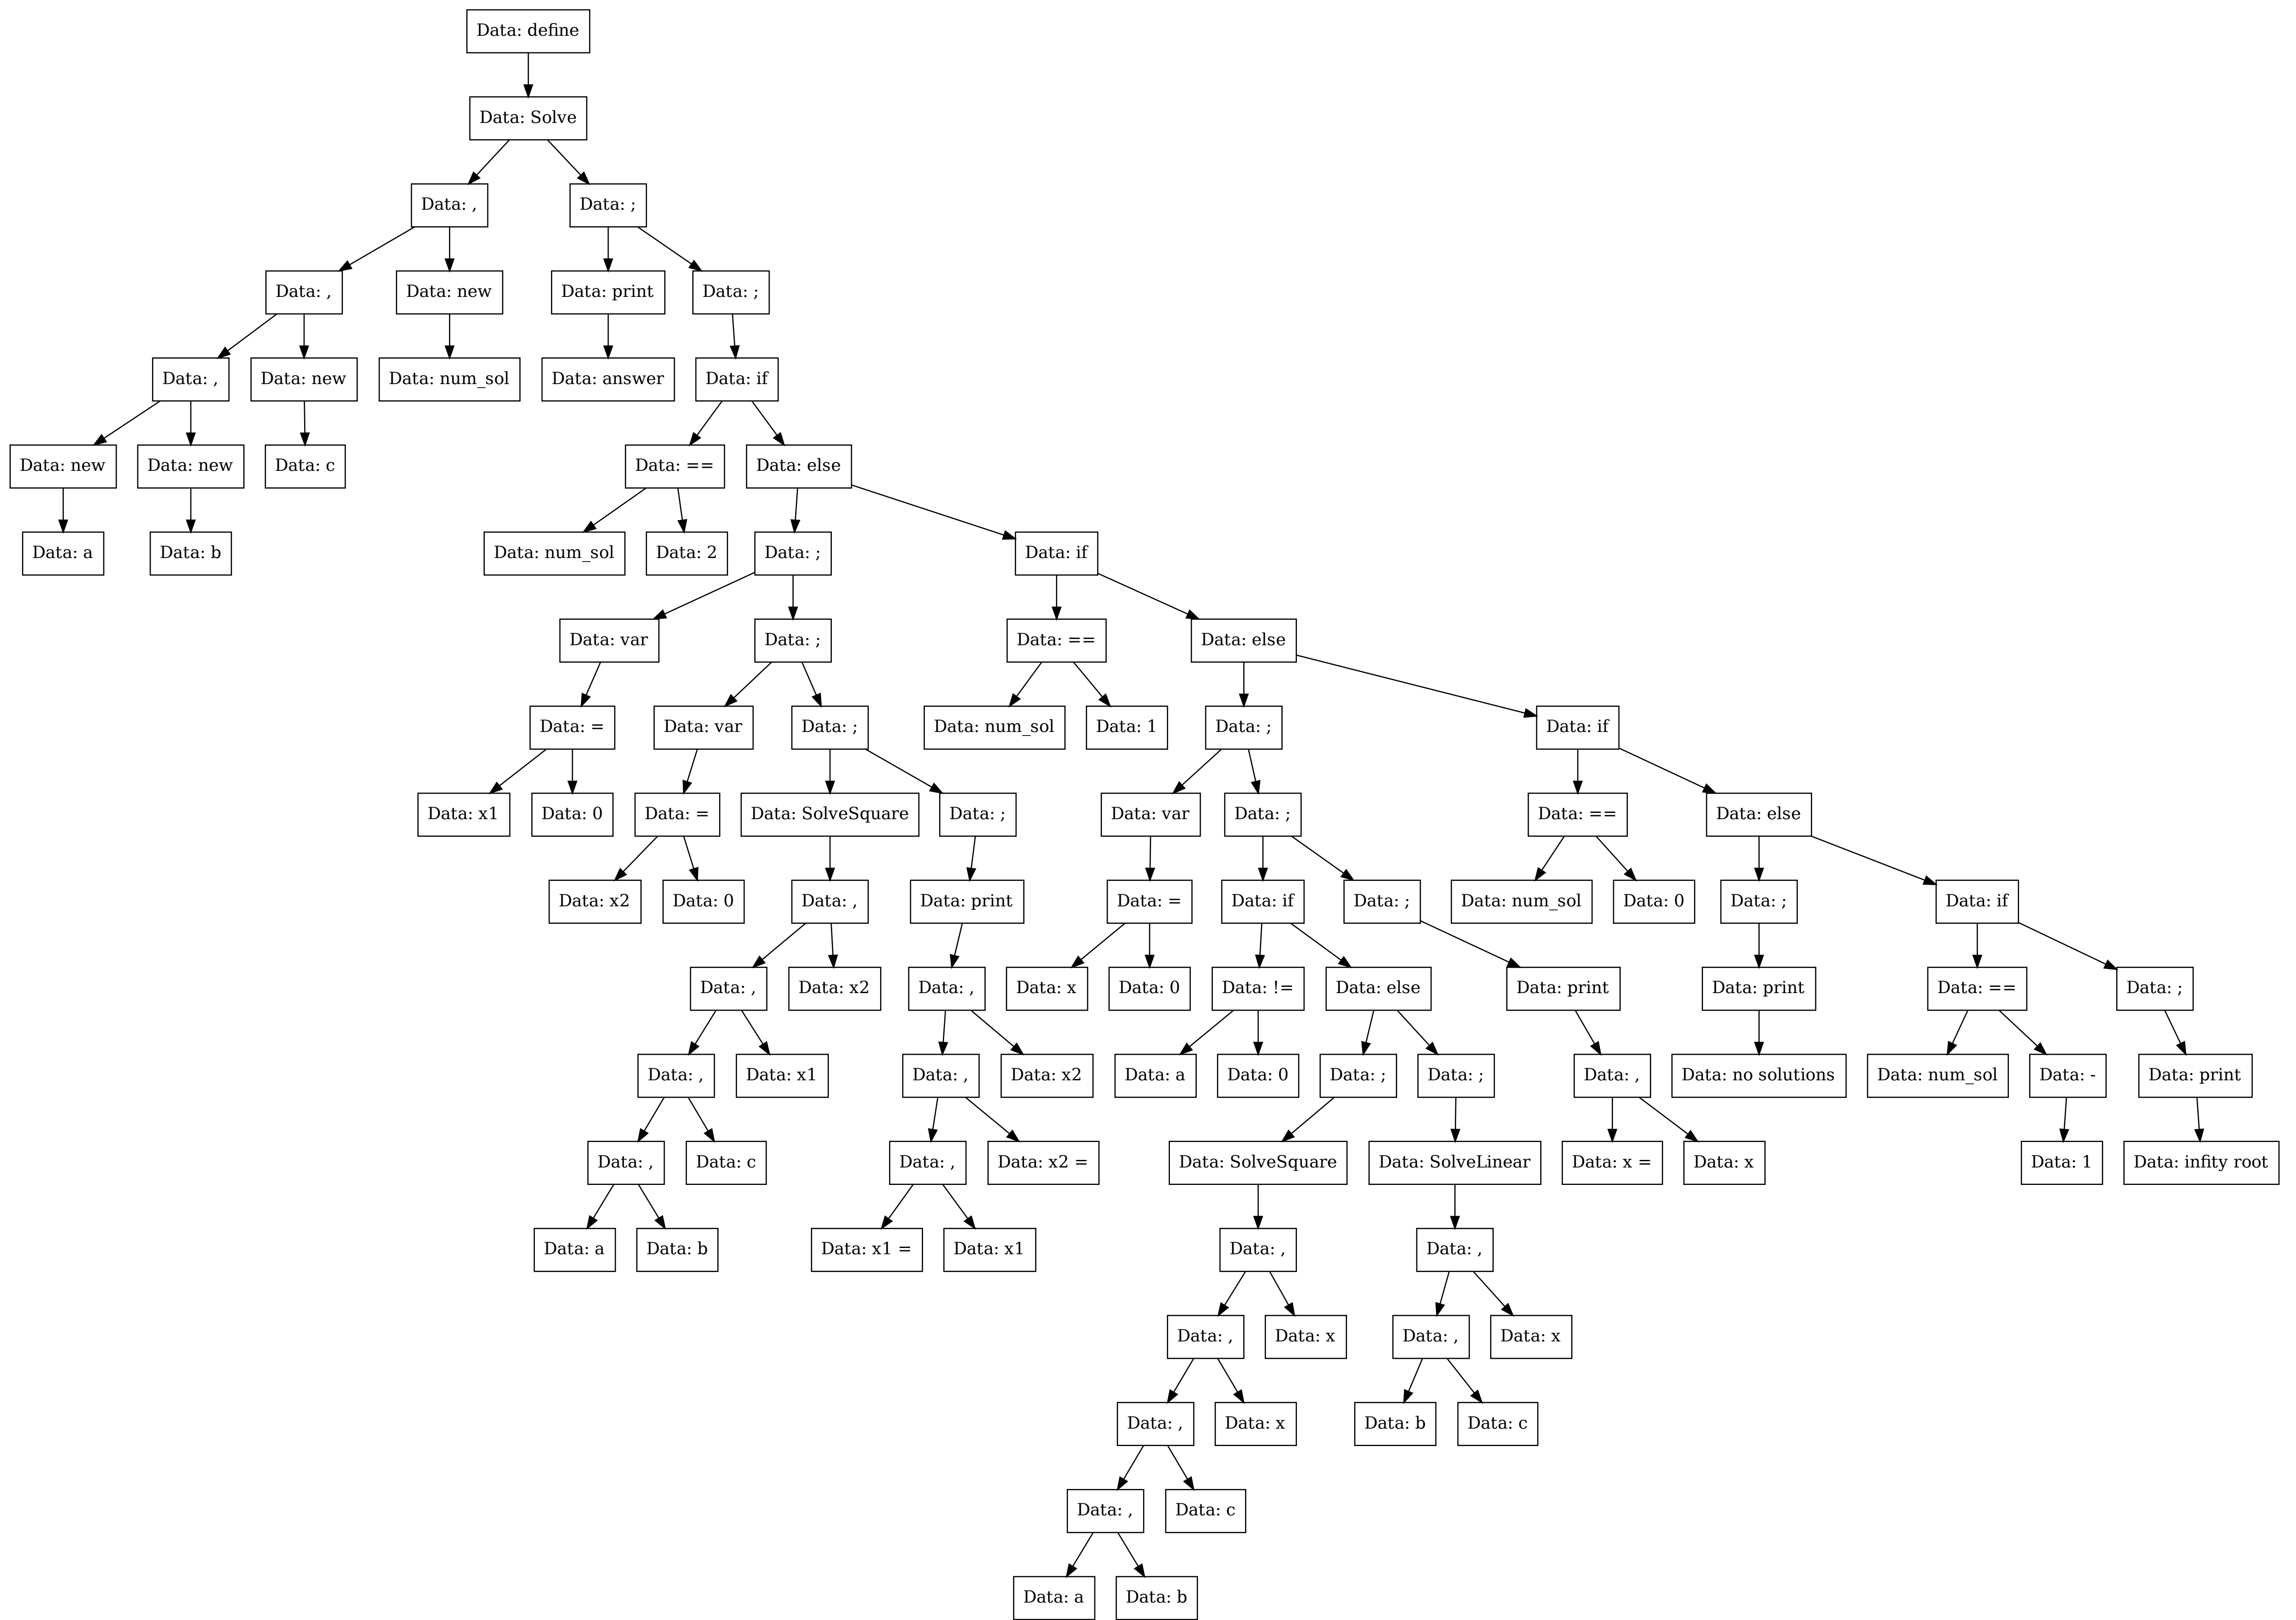 Data: define
Data: Solve
Data: ,
Data: ;
Data: ,
Data: new
Data: print
Data: ;
Data: ,
Data: new
Data: num_sol
Data: answer
Data: if
Data: new
Data: new
Data: c
Data: ==
Data: else
Data: a
Data: b
Data: num_sol
Data: 2
Data: ;
Data: if
Data: var
Data: ;
Data: ==
Data: else
Data: =
Data: var
Data: ;
Data: num_sol
Data: 1
Data: ;
Data: if
Data: x1
Data: 0
Data: =
Data: SolveSquare
Data: ;
Data: var
Data: ;
Data: ==
Data: else
Data: x2
Data: 0
Data: ,
Data: print
Data: =
Data: if
Data: ;
Data: num_sol
Data: 0
Data: ;
Data: if
Data: ,
Data: x2
Data: ,
Data: x
Data: 0
Data: !=
Data: else
Data: print
Data: print
Data: ==
Data: ;
Data: ,
Data: x1
Data: ,
Data: x2
Data: a
Data: 0
Data: ;
Data: ;
Data: ,
Data: no solutions
Data: num_sol
Data: -
Data: print
Data: ,
Data: c
Data: ,
Data: x2 =
Data: SolveSquare
Data: SolveLinear
Data: x =
Data: x
Data: 1
Data: infity root
Data: a
Data: b
Data: x1 =
Data: x1
Data: ,
Data: ,
Data: ,
Data: x
Data: ,
Data: x
Data: ,
Data: x
Data: b
Data: c
Data: ,
Data: c
Data: a
Data: b